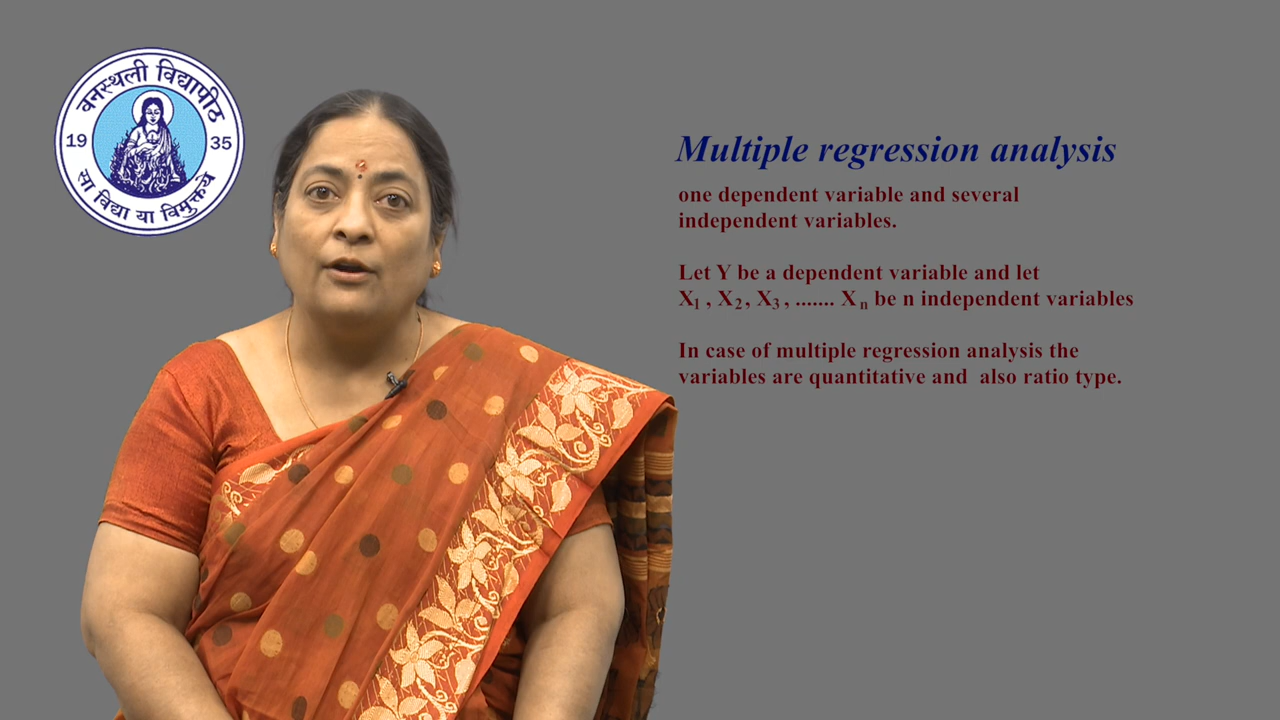 वनस्थली विद्यापीठ
19 35
सा विद्या या विमुक्तये
Multiple regression analysis
one dependent variable and several
independent variables.
Let Y be a dependent variable and let
X₁ , X₂ , X₃ , ....... X ₙ be n independent variables
In case of multiple regression analysis the
variables are quantitative and also ratio type.